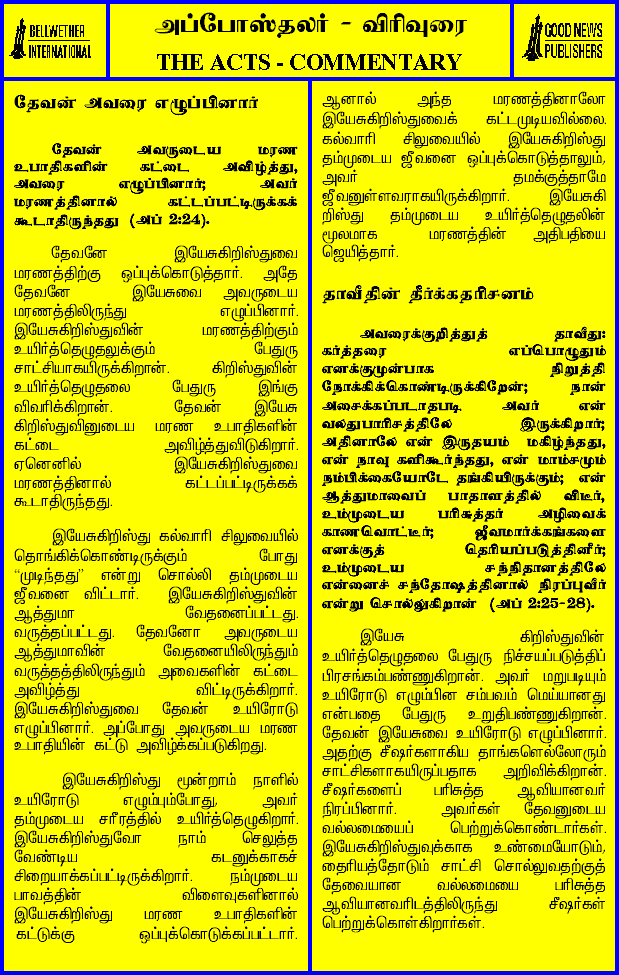 BELLWETHER
INTERNATIONAL
அப்போஸ்தலர் - விரிவுரை
THE ACTS - COMMENTARY
GOOD NEWS
PUBLISHERS
தேவன் அவரை எழுப்பினார்
தேவன் அவருடைய மரண
உபாதிகளின் கட்டை அவிழ்த்து,
அவரை எழுப்பினார்; அவர்
மரணத்தினால் கட்டப்பட்டிருக்கக்
கூடாதிருந்தது (அப் 2:24).
தேவனே இயேசுகிறிஸ்துவை
மரணத்திற்கு ஒப்புக்கொடுத்தார். அதே
தேவனே இயேசுவை அவருடைய
மரணத்திலிருந்து எழுப்பினார்.
இயேசுகிறிஸ்துவின் மரணத்திற்கும்
உயிர்த்தெழுதலுக்கும் பேதுரு
சாட்சியாகயிருக்கிறான். கிறிஸ்துவின்
உயிர்த்தெழுதலை பேதுரு இங்கு
விவரிக்கிறான். தேவன் இயேசு
கிறிஸ்துவினுடைய மரண உபாதிகளின்
கட்டை அவிழ்த்துவிடுகிறார்.
ஏனெனில் இயேசுகிறிஸ்துவை
மரணத்தினால் கட்டப்பட்டிருக்கக்
கூடாதிருந்தது.
இயேசுகிறிஸ்து கல்வாரி சிலுவையில்
தொங்கிக்கொண்டிருக்கும் போது
“முடிந்தது” என்று சொல்லி தம்முடைய
ஜீவனை விட்டார். இயேசுகிறிஸ்துவின்
ஆத்துமா வேதனைப்பட்டது.
வருத்தப்பட்டது. தேவனோ அவருடைய
ஆத்துமாவின் வேதனையிலிருந்தும்
வருத்தத்திலிருந்தும் அவைகளின் கட்டை
அவிழ்த்து விட்டிருக்கிறார்.
இயேசுகிறிஸ்துவை தேவன் உயிரோடு
எழுப்பினார். அப்போது அவருடைய மரண
உபாதியின் கட்டு அவிழ்க்கப்படுகிறது.
இயேசுகிறிஸ்து மூன்றாம் நாளில்
உயிரோடு எழும்பும்போது, அவர்
தம்முடைய சரீரத்தில் உயிர்த்தெழுகிறார்.
இயேசுகிறிஸ்துவோ நாம் செலுத்த
வேண்டிய கடனுக்காகச்
சிறையாக்கப்பட்டிருக்கிறார். நம்முடைய
பாவத்தின் விளைவுகளினால்
இயேசுகிறிஸ்து மரண உபாதிகளின்
கட்டுக்கு ஒப்புக்கொடுக்கப்பட்டார்.
ஆனால் அந்த மரணத்தினாலோ
இயேசுகிறிஸ்துவைக் கட்டமுடியவில்லை.
கல்வாரி சிலுவையில் இயேசுகிறிஸ்து
தம்முடைய ஜீவனை ஒப்புக்கொடுத்தாலும்,
அவர் தமக்குத்தாமே
ஜீவனுள்ளவராகயிருக்கிறார். இயேசுகி
றிஸ்து தம்முடைய உயிர்த்தெழுதலின்
மூலமாக மரணத்தின் அதிபதியை
ஜெயித்தார்.
தாவீதின் தீர்க்கதரிசனம்
அவரைக்குறித்துத் தாவீது:
கர்த்தரை எப்பொழுதும்
எனக்குமுன்பாக நிறுத்தி
நோக்கிக்கொண்டிருக்கிறேன்; நான்
அசைக்கப்படாதபடி அவர் என்
வலதுபாரிசத்திலே இருக்கிறார்;
அதினாலே என் இருதயம் மகிழ்ந்தது,
என் நாவு களிகூர்ந்தது, என் மாம்சமும்
நம்பிக்கையோடே தங்கியிருக்கும்; என்
ஆத்துமாவைப் பாதாளத்தில் விடீர்,
உம்முடைய பரிசுத்தர் அழிவைக்
காணவொட்டீர்; ஜீவமார்க்கங்களை
எனக்குத் தெரியப்படுத்தினீர்;
உம்முடைய சந்நிதானத்திலே
என்னைச் சந்தோஷத்தினால் நிரப்புவீர்
என்று சொல்லுகிறான் (அப் 2:25-28).
இயேசு கிறிஸ்துவின்
உயிர்த்தெழுதலை பேதுரு நிச்சயப்படுத்திப்
பிரசங்கம்பண்ணுகிறான். அவர் மறுபடியும்
உயிரோடு எழும்பின சம்பவம் மெய்யானது
என்பதை பேதுரு உறுதிபண்ணுகிறான்.
தேவன் இயேசுவை உயிரோடு எழுப்பினார்.
அதற்கு சீஷர்களாகிய தாங்களெல்லோரும்
சாட்சிகளாயிருப்பதாக அறிவிக்கிறான்.
சீஷர்களைப் பரிசுத்த ஆவியானவர்
நிரப்பினார். அவர்கள் தேவனுடைய
வல்லமையைப் பெற்றுக்கொண்டார்கள்.
இயேசுகிறிஸ்துவுக்காக உண்மையோடும்,
தைரியத்தோடும் சாட்சி சொல்லுவதற்குத்
தேவையான வல்லமையை பரிசுத்த
ஆவியானவரிடத்திலிருந்து சீஷர்கள்
பெற்றுக்கொள்கிறார்கள்.